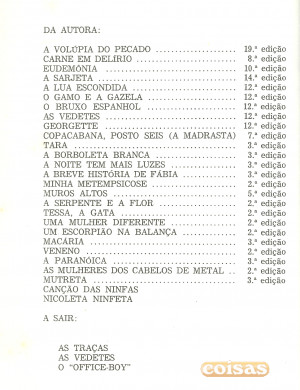 DA AUTORA:
A VOLÚPIA DO PECADO ..................... 19.ª edição
CARNE EM DELÍRIO ........................ 8.ª edição
EUDEMÔNIA ............................... 10.ª edição
A SARJETA ............................... 14.ª edição
A LUA ESCONDIDA ......................... 12.ª edição
O GAMO E A GAZELA ....................... 12.ª edição
O BRUXO ESPANHOL ........................ 12.ª edição
AS VEDETES .............................. 12.ª edição
GEORGETTE ............................... 12.ª edição
COPACABANA, POSTO SEIS (A MADRASTA) 7.ª edição
TARA .................................... 3.ª edição
A BORBOLETA BRANCA ...................... 3.ª edição
A NOITE TEM MAIS LUZES .................. 3.ª edição
A BREVE HISTÓRIA DE FÁBIA ............... 3.ª edição
MINHA METEMPSICOSE ...................... 2.ª edição
MUROS ALTOS ............................. 5.ª edição
A SERPENTE E A FLOR ..................... 2.ª edição
TESSA, A GATA ........................... 2.ª edição
UMA MULHER DIFERENTE .................... 2.ª edição
UM ESCORPIÃO NA BALANÇA ................. 2.ª edição
MACÁRIA ................................. 3.ª edição
VENENO .................................. 2.ª edição
A PARANÓICA ............................. 3.ª edição
AS MULHERES DOS CABELOS DE METAL .. 2.ª edição
MUTRETA ................................. 3.ª edição
CANÇÃO DAS NINFAS
NICOLETA NINFETA
A SAIR:
AS TRAÇAS
AS VEDETES
O "OFFICE-BOY"
coisas